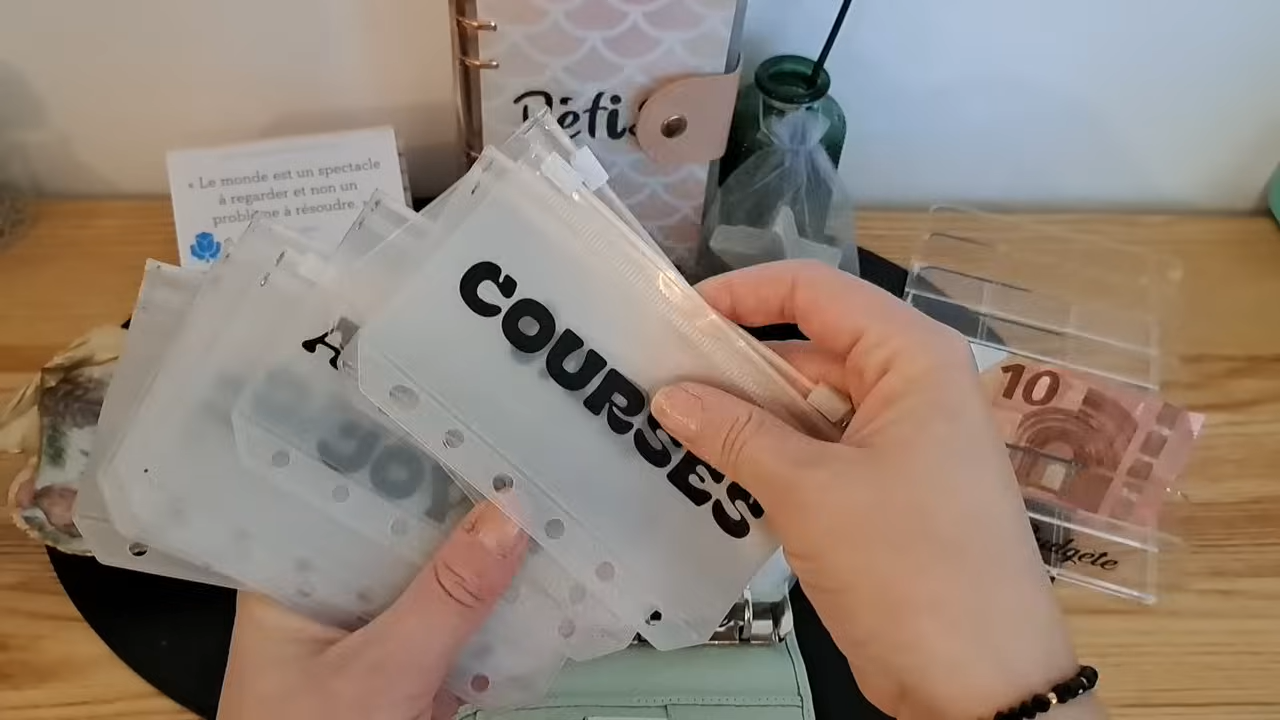 Défis
« Le monde est un spectacle
à regarder et non un
problème à résoudre. »
COURSES
10